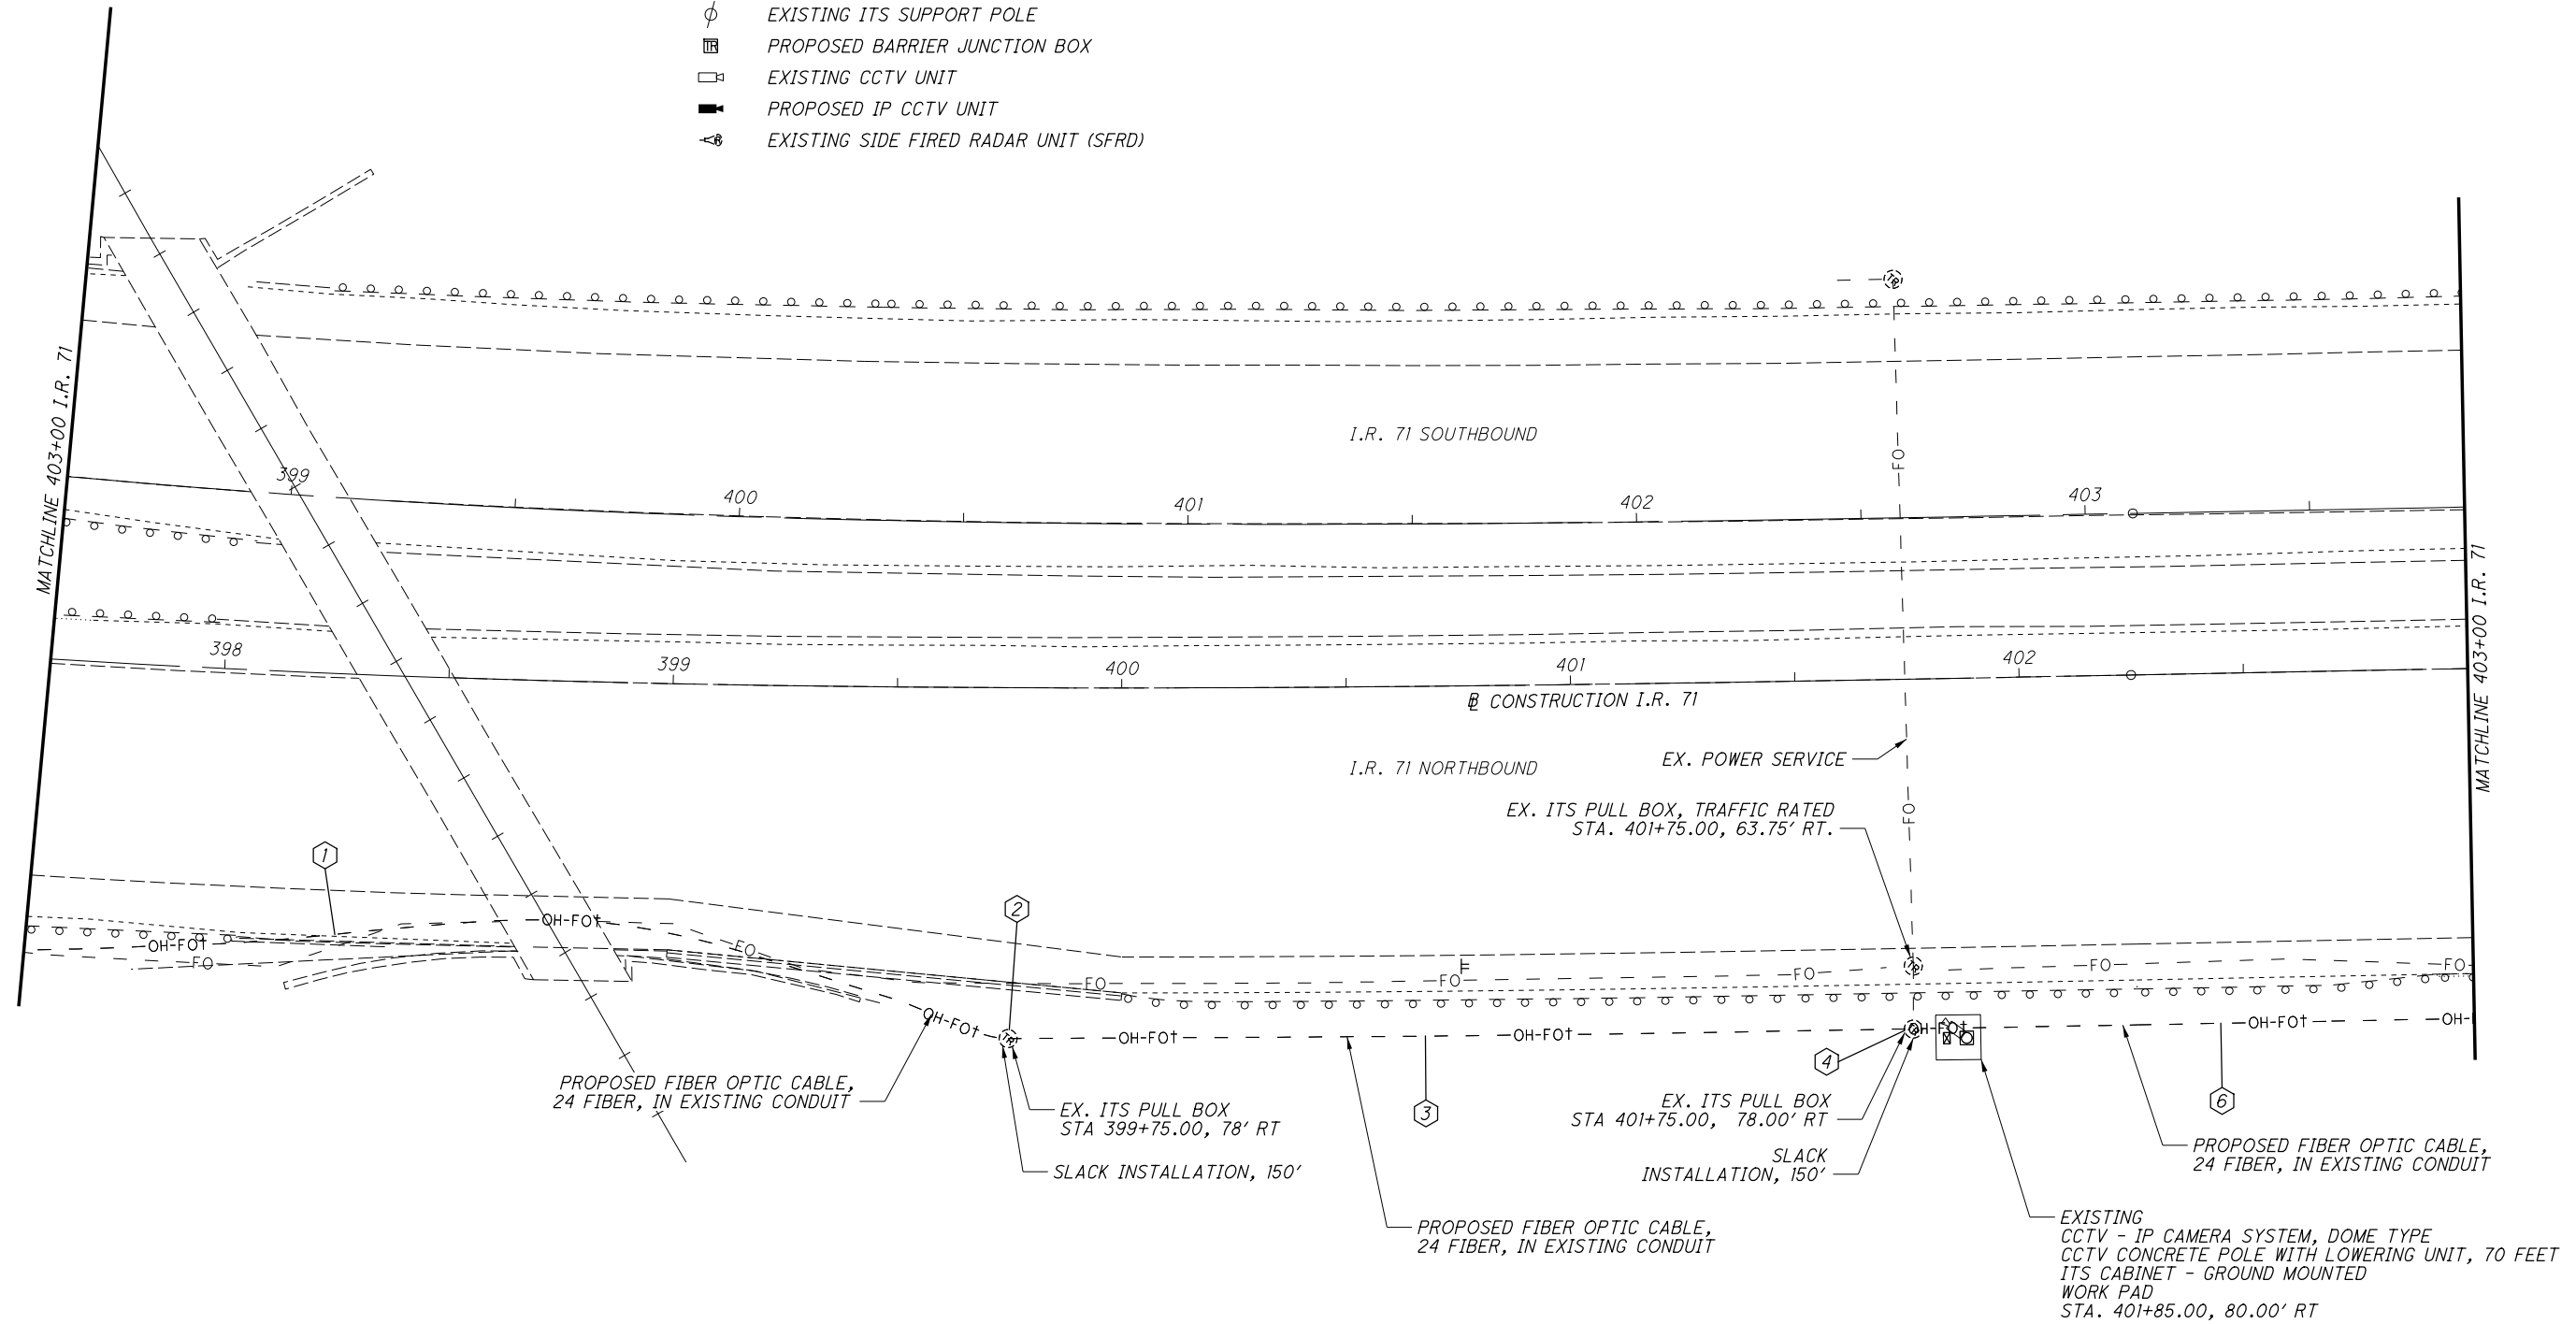 EXISTING ITS SUPPORT POLE
TR PROPOSED BARRIER JUNCTION BOX
EXISTING CCTV UNIT
PROPOSED IP CCTV UNIT
EXISTING SIDE FIRED RADAR UNIT (SFRD)
MATCHLINE 403+00 I.R. 71
TR
I.R. 71 SOUTHBOUND
FO
399
400
401
402
403
MATCHLINE 403+00 I.R. 71
398
399
400
401
402
BL CONSTRUCTION I.R. 71
EX. POWER SERVICE
I.R. 71 NORTHBOUND
FO
EX. ITS PULL BOX, TRAFFIC RATED
STA. 401+75.00, 63.75' RT.
1
2
OH-FO†
OH-FO†
FO
FO
FO
FO
FO
TR
FO
FO
OH-FO†
TR
OH-FO†
OH-FO†
TR
OH-FO†
OH-FO†
OH-
PROPOSED FIBER OPTIC CABLE,
24 FIBER, IN EXISTING CONDUIT
EX. ITS PULL BOX
STA 399+75.00, 78' RT
SLACK INSTALLATION, 150'
3
4
6
EX. ITS PULL BOX
STA 401+75.00, 78.00' RT
SLACK
INSTALLATION, 150'
PROPOSED FIBER OPTIC CABLE,
24 FIBER, IN EXISTING CONDUIT
PROPOSED FIBER OPTIC CABLE,
24 FIBER, IN EXISTING CONDUIT
EXISTING
CCTV - IP CAMERA SYSTEM, DOME TYPE
CCTV CONCRETE POLE WITH LOWERING UNIT, 70 FEET
ITS CABINET - GROUND MOUNTED
WORK PAD
STA. 401+85.00, 80.00' RT